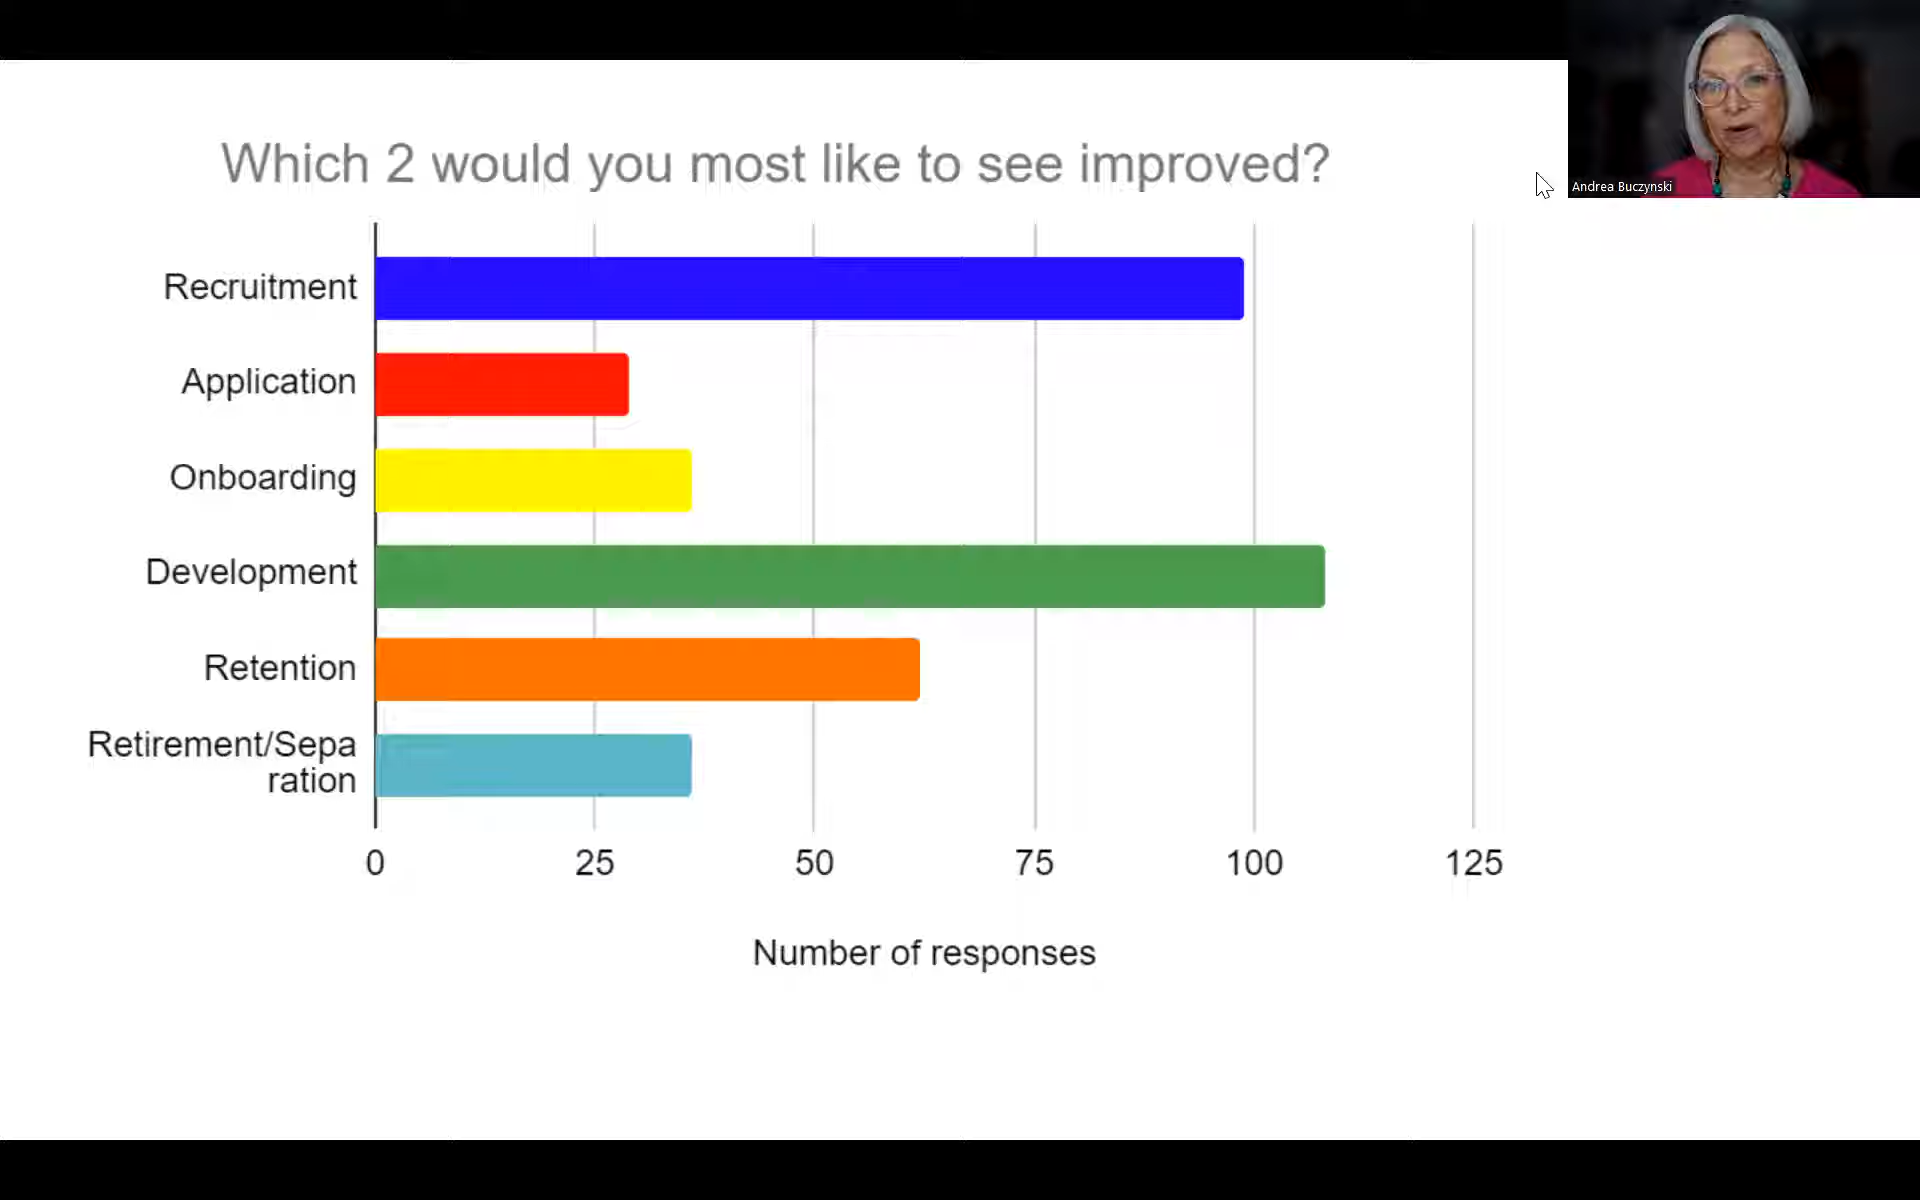 Which 2 would you most like to see improved?
Andrea Buczynski
Recruitment
Application
Onboarding
Development
Retention
Retirement/Sepa
ration
0 25 50 75 100 125
Number of responses